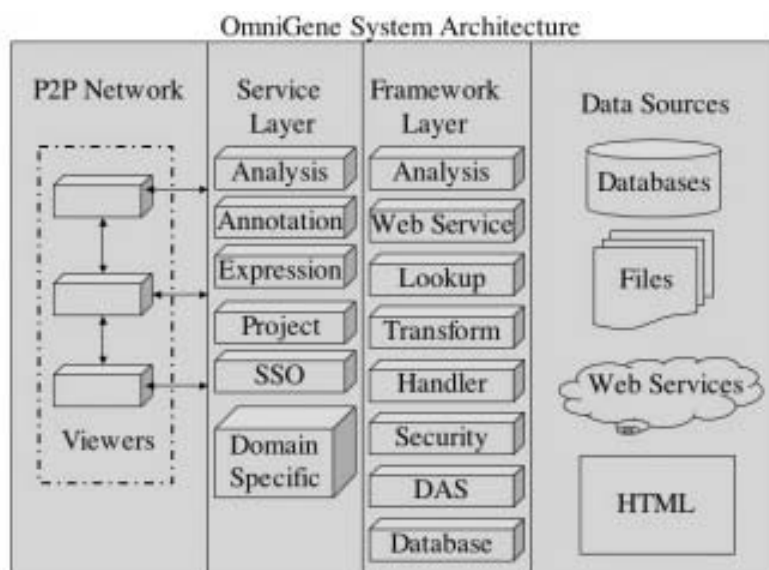 OmniGene System Architecture
P2P Network
Viewers
Service
Layer
Analysis
Annotation
Expression
Project
SSO
Domain
Specific
Framework
Layer
Analysis
Web Service
Lookup
Transform
Handler
Security
DAS
Database
Data Sources
Databases
Files
Web Services
HTML